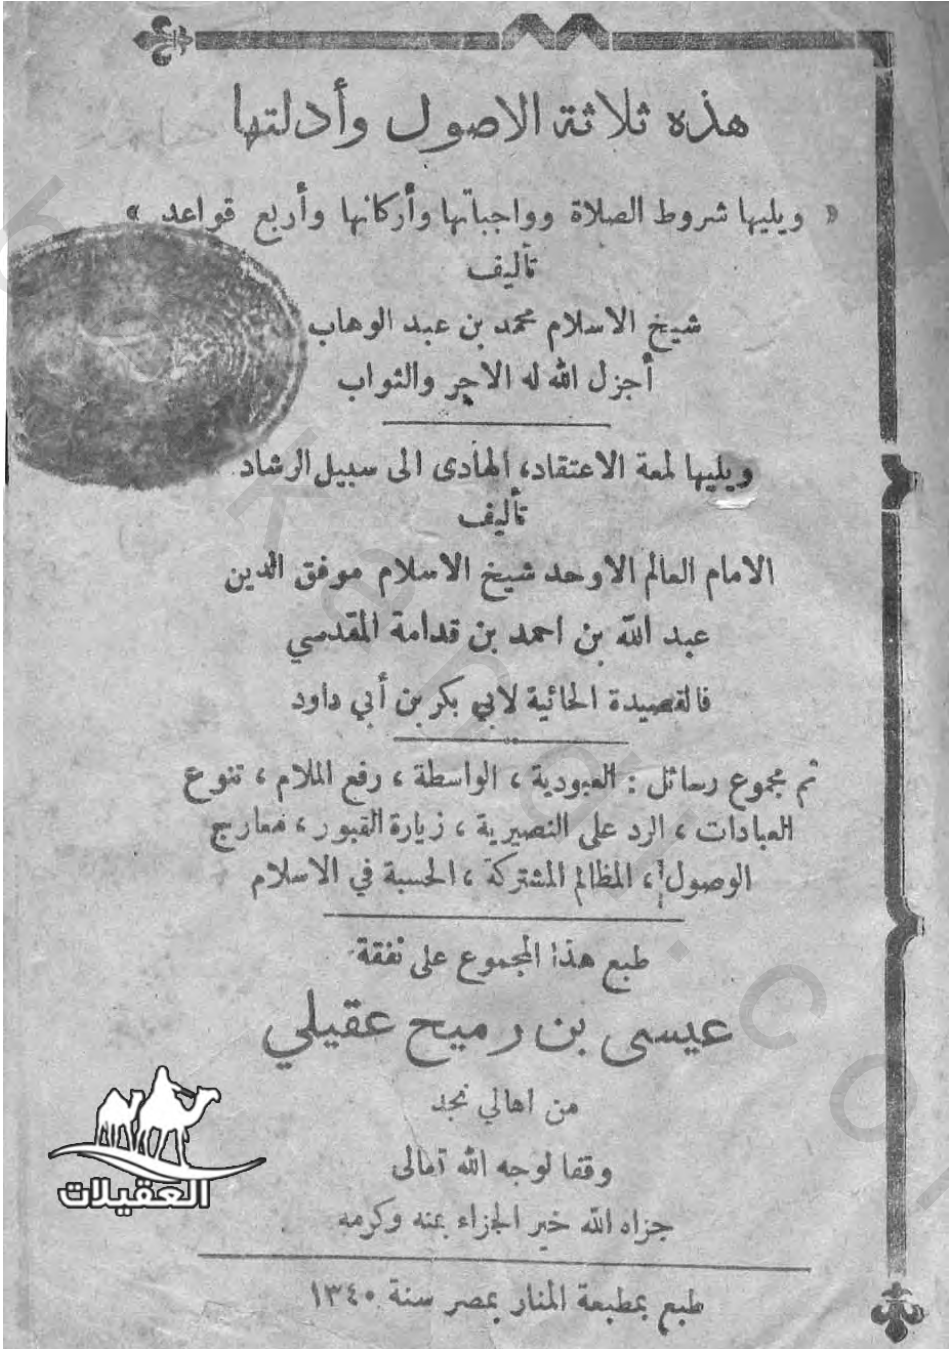 هذه ثلاثة الاصول وأدلتها
« ويليها شروط الصلاة وواجباتها وأركانها وأربع قواعد »
تأليف
شيخ الاسلام محمد بن عبد الوهاب
أجزل الله له الاجر والثواب
ويليها لمعة الاعتقاد، الهادى الى سبيل الرشاد
تأليف
الامام العالم الاوحد شيخ الاسلام موفق الدين
عبد الله بن احمد بن قدامة المقدسي
فالقصيدة الحائية لابي بكر بن أبي داود
ثم مجموع رسائل : العبودية ، الواسطة ، رفع الملام ، تنوع
العبادات ، الرد على النصيرية ، زيارة القبور ، معارج
الوصول ، المظالم المشتركة ، الحسبة في الاسلام
طبع هذا المجموع على نفقة
عيسى بن رميح عقيلي
من اهالي نجد
وقفا لوجه الله تعالى
جزاه الله خير الجزاء بمنه وكرمه
طبع بمطبعة المنار بمصر سنة ١٣٤٠
العقيلات